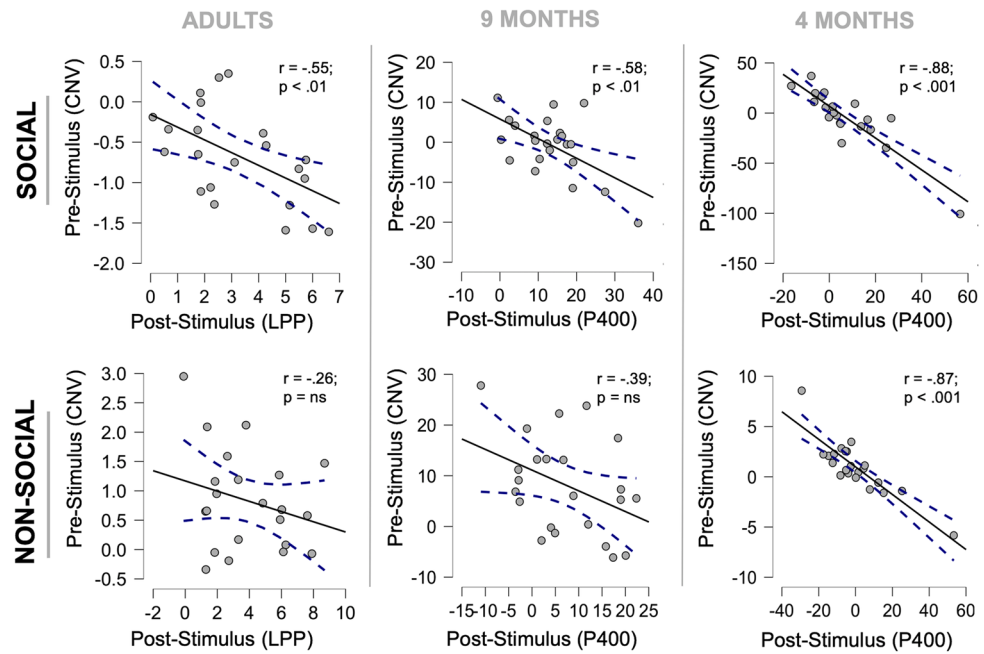 ADULTS 9 MONTHS 4 MONTHS
SOCIAL
Pre-Stimulus (CNV)
0.5
0.0
-0.5
-1.0
-1.5
-2.0
r = -.55;
p < .01
0 1 2 3 4 5 6 7
Post-Stimulus (LPP)
Pre-Stimulus (CNV)
20
10
0
-10
-20
-30
r = -.58;
p < .01
-10 0 10 20 30 40
Post-Stimulus (P400)
Pre-Stimulus (CNV)
50
0
-50
-100
-150
r = -.88;
p < .001
-20 0 20 40 60
Post-Stimulus (P400)
NON-SOCIAL
Pre-Stimulus (CNV)
3.0
2.5
2.0
1.5
1.0
0.5
0.0
-0.5
r = -.26;
p = ns
-2 0 2 4 6 8 10
Post-Stimulus (LPP)
Pre-Stimulus (CNV)
30
20
10
0
-10
r = -.39;
p = ns
-15 -10 -5 0 5 10 15 20 25
Post-Stimulus (P400)
Pre-Stimulus (CNV)
10
5
0
-5
-10
r = -.87;
p < .001
-40 -20 0 20 40 60
Post-Stimulus (P400)